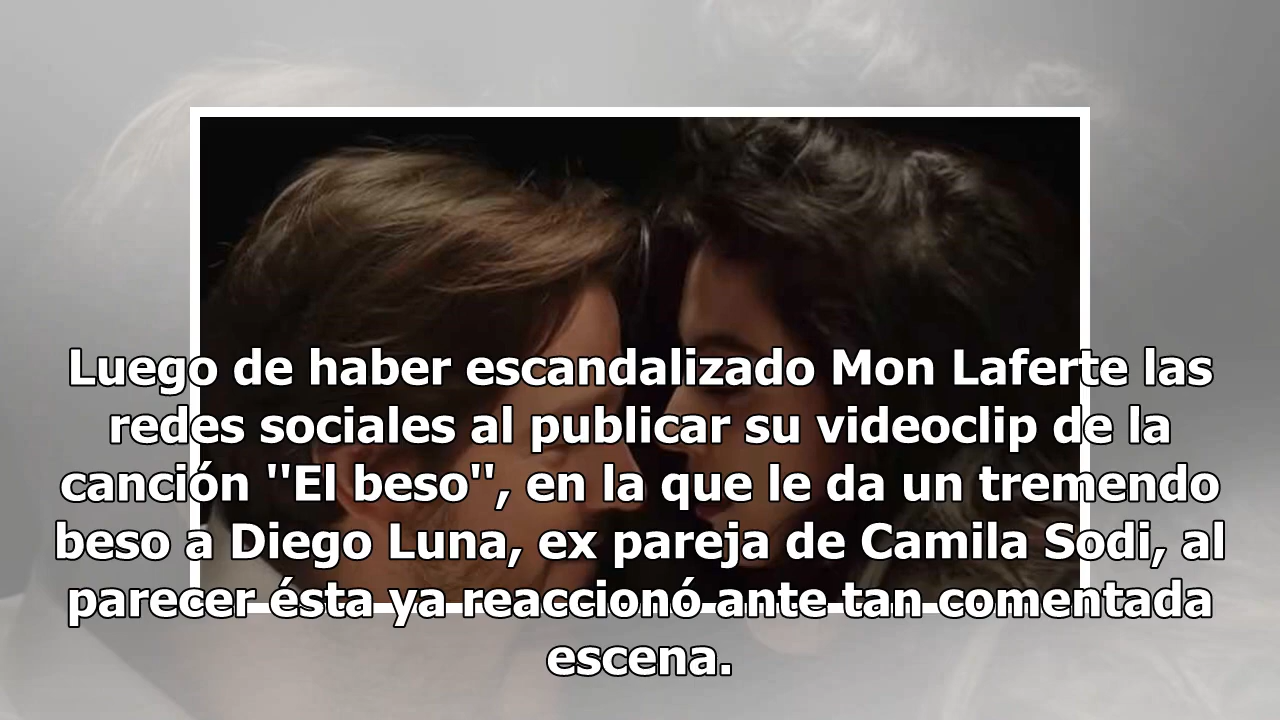 Luego de haber escandalizado Mon Laferte las
redes sociales al publicar su videoclip de la
canción ''El beso'', en la que le da un tremendo
beso a Diego Luna, ex pareja de Camila Sodi, al
parecer ésta ya reaccionó ante tan comentada
escena.